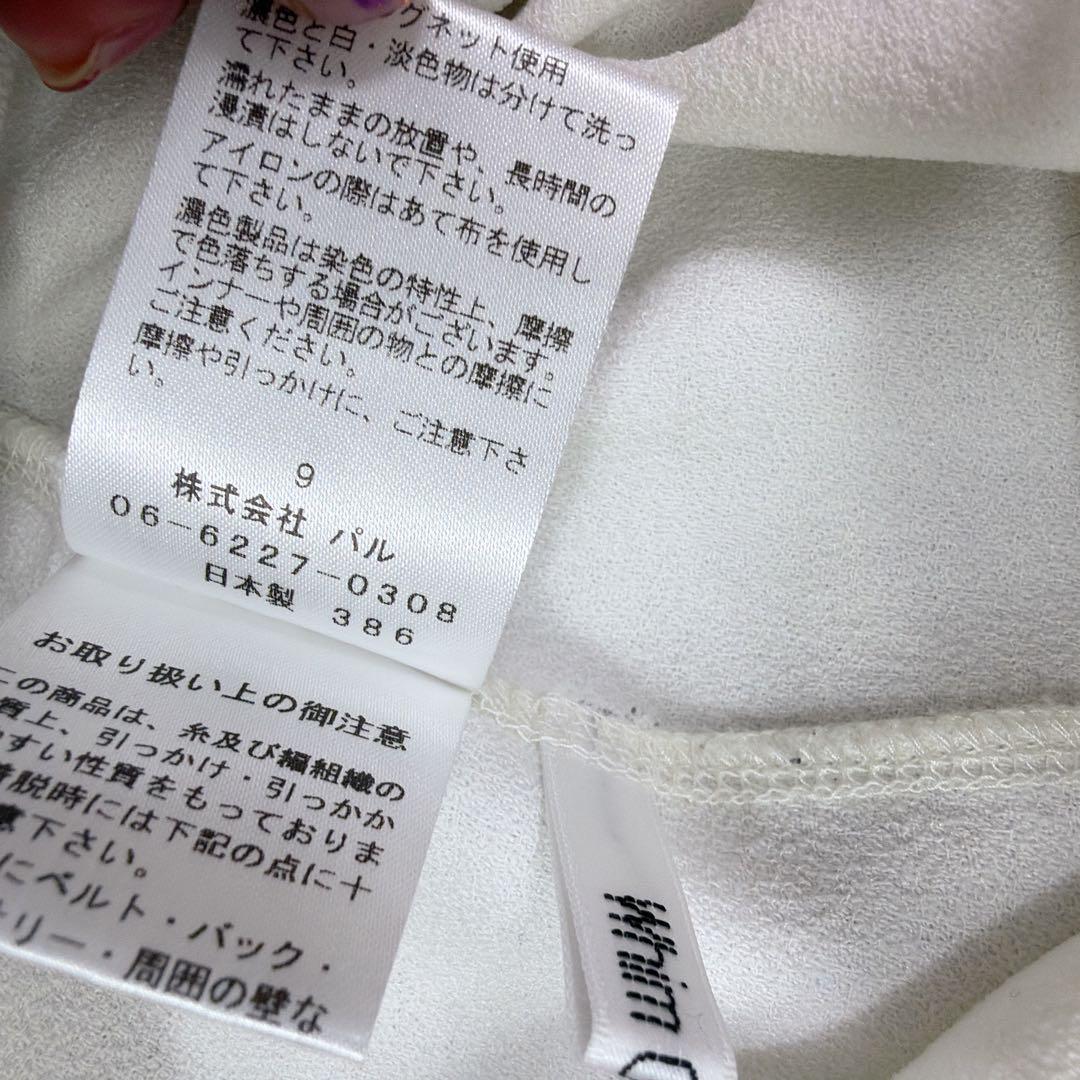 グネット使用
濃色と白・淡色物は分けて洗っ
て下さい。
濡れたままの放置や、長時間の
浸漬はしないで下さい。
アイロンの際はあて布を使用し
て下さい。
濃色製品は染色の特性上、摩擦
で色落ちする場合がございます。
インナーや周囲の物との摩擦に
ご注意ください。
摩擦や引っかけに、ご注意下さ
い。
9
株式会社 パル
06-6227-0308
日本製 386
お取り扱い上の御注意
この商品は、糸及び編組織の
質上、引っかけ・引っかか
やすい性質をもっておりま
脱時には下記の点に十
意下さい。
にベルト・バック・
リー・周囲の壁な